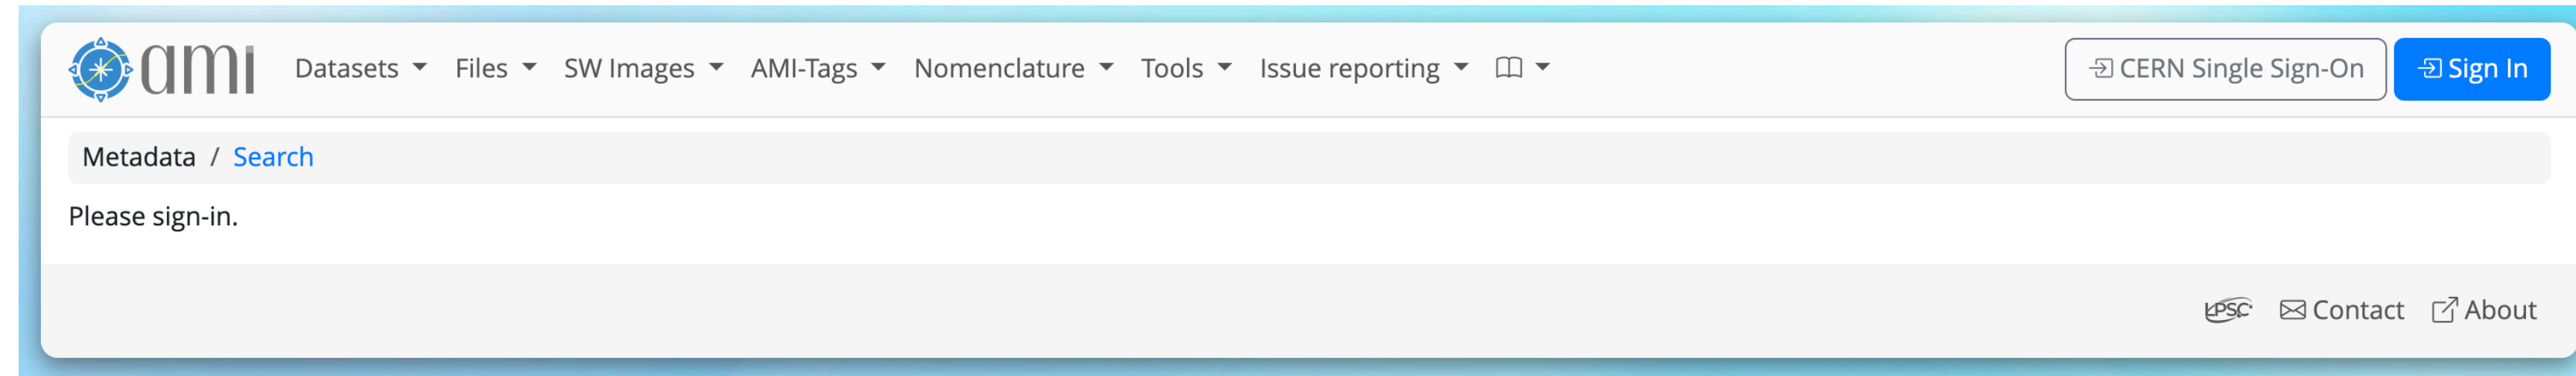 ami Datasets Files SW Images AMI-Tags Nomenclature Tools Issue reporting CERN Single Sign-On Sign In
Metadata / Search
Please sign-in.
LPSC Contact About